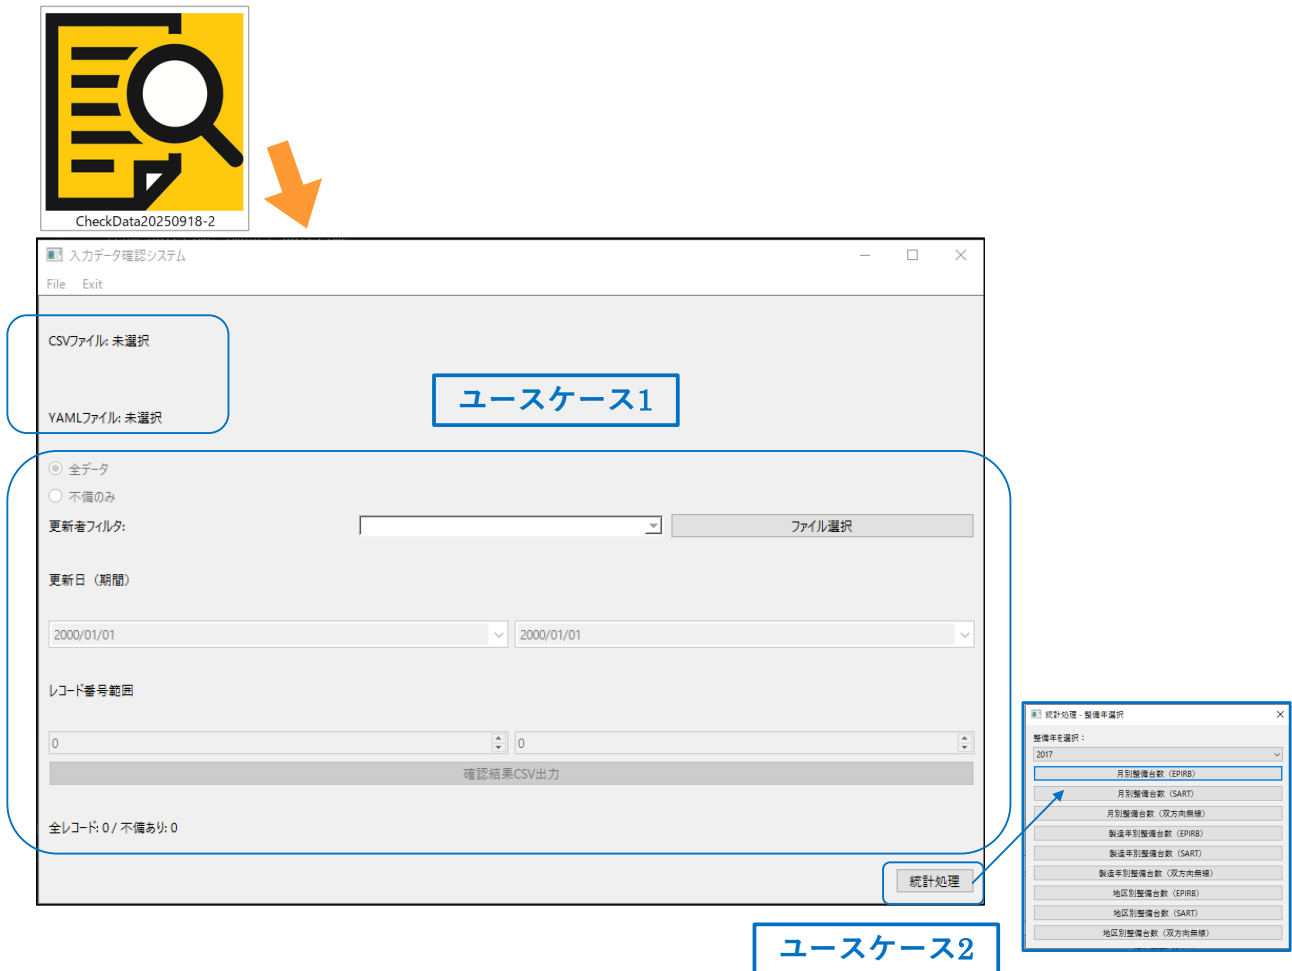 CheckData20250918-2
入力データ確認システム
File Exit
CSVファイル: 未選択
ユースケース1
YAMLファイル: 未選択
全データ
不備のみ
更新者フィルタ:
ファイル選択
更新日（期間）
2000/01/01 2000/01/01
レコード番号範囲
0 0
確認結果CSV出力
全レコード: 0 / 不備あり: 0
統計処理
ユースケース2
統計処理 - 整備年選択
整備年を選択：
2017
月別整備台数（EPIRB）
月別整備台数（SART）
月別整備台数（双方向無線）
製造年別整備台数（EPIRB）
製造年別整備台数（SART）
製造年別整備台数（双方向無線）
地区別整備台数（EPIRB）
地区別整備台数（SART）
地区別整備台数（双方向無線）